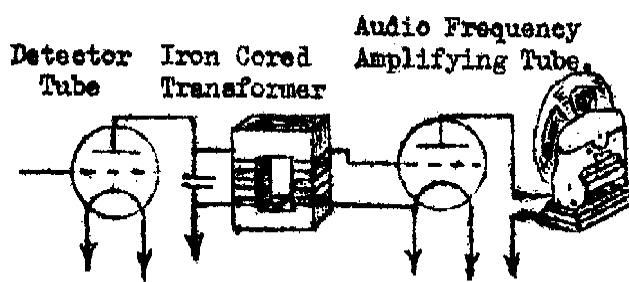 Detector
Tube
Iron Cored
Transformer
Audio Frequency
Amplifying Tube.